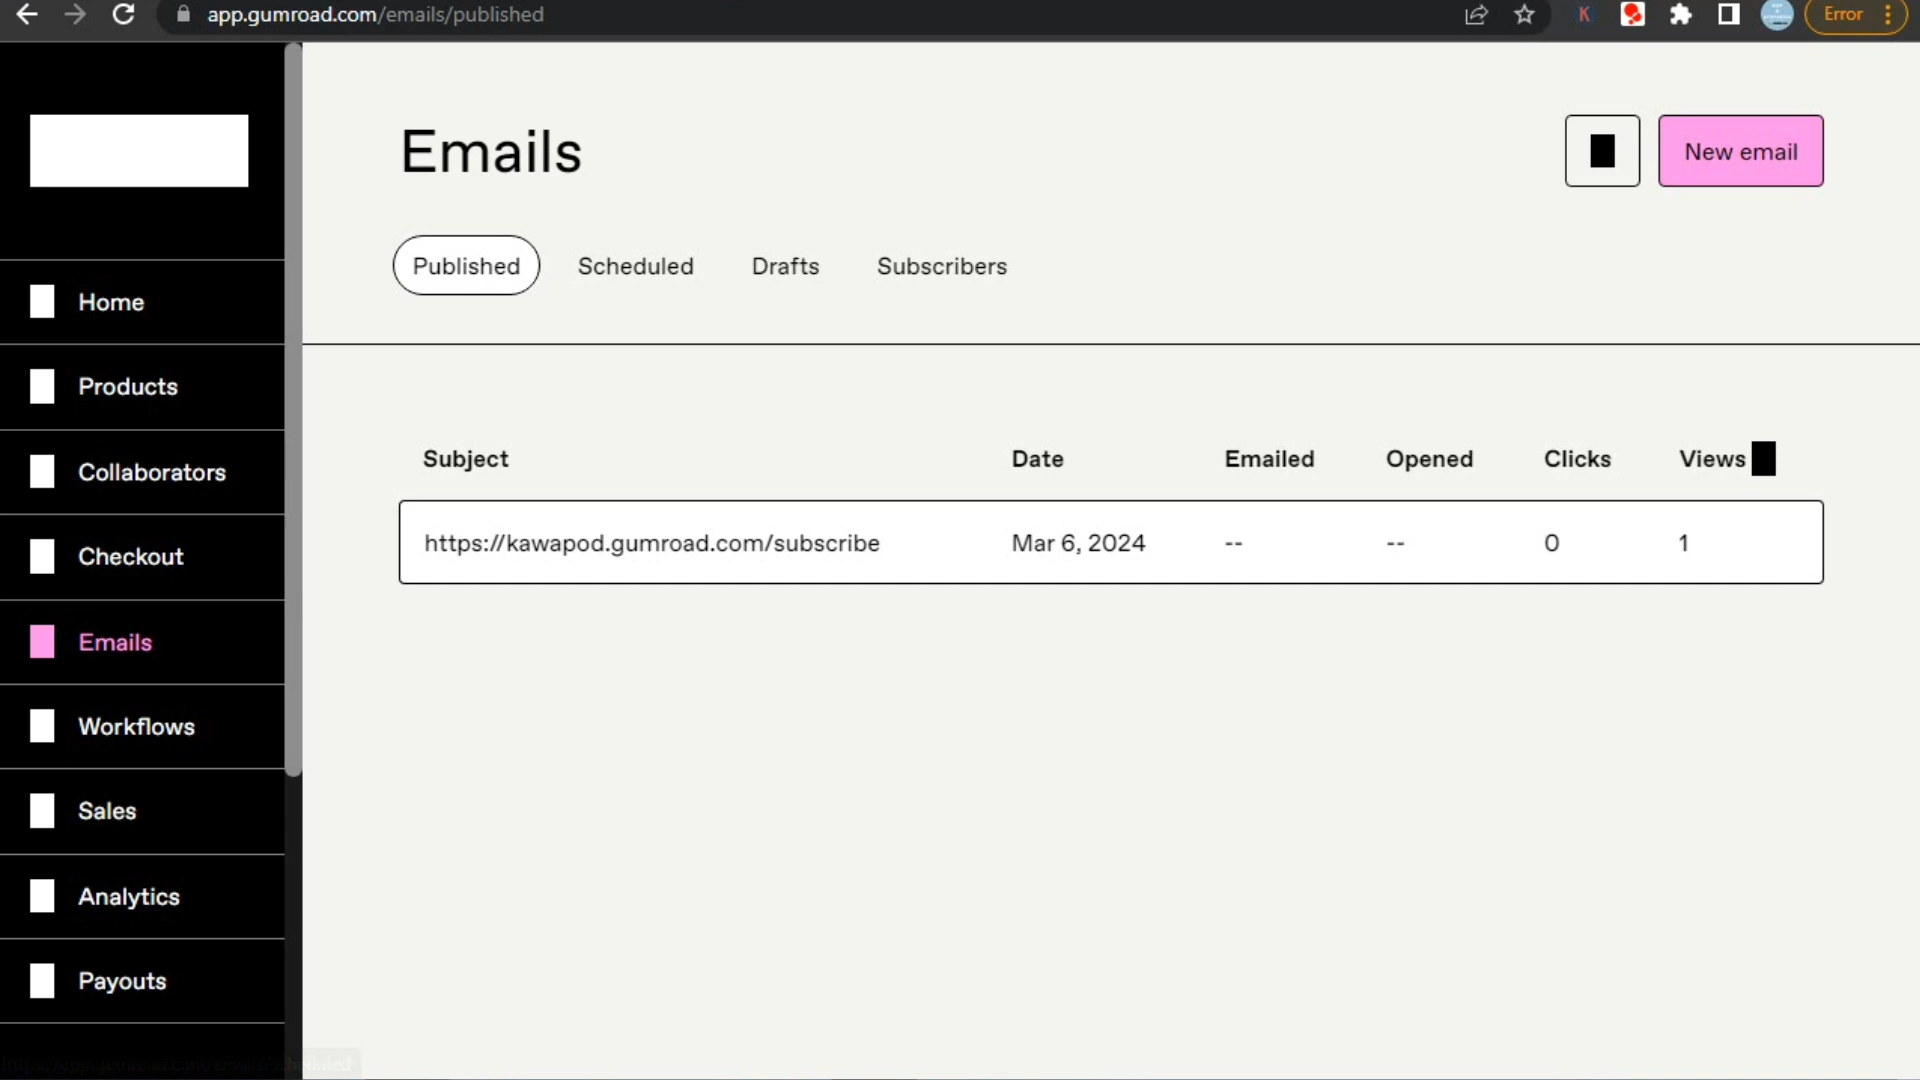 app.gumroad.com/emails/published
K
Error
Emails
New email
Published
Scheduled
Drafts
Subscribers
Home
Products
Collaborators
Checkout
Emails
Workflows
Sales
Analytics
Payouts
Subject
Date
Emailed
Opened
Clicks
Views
https://kawapod.gumroad.com/subscribe
Mar 6, 2024
--
--
0
1